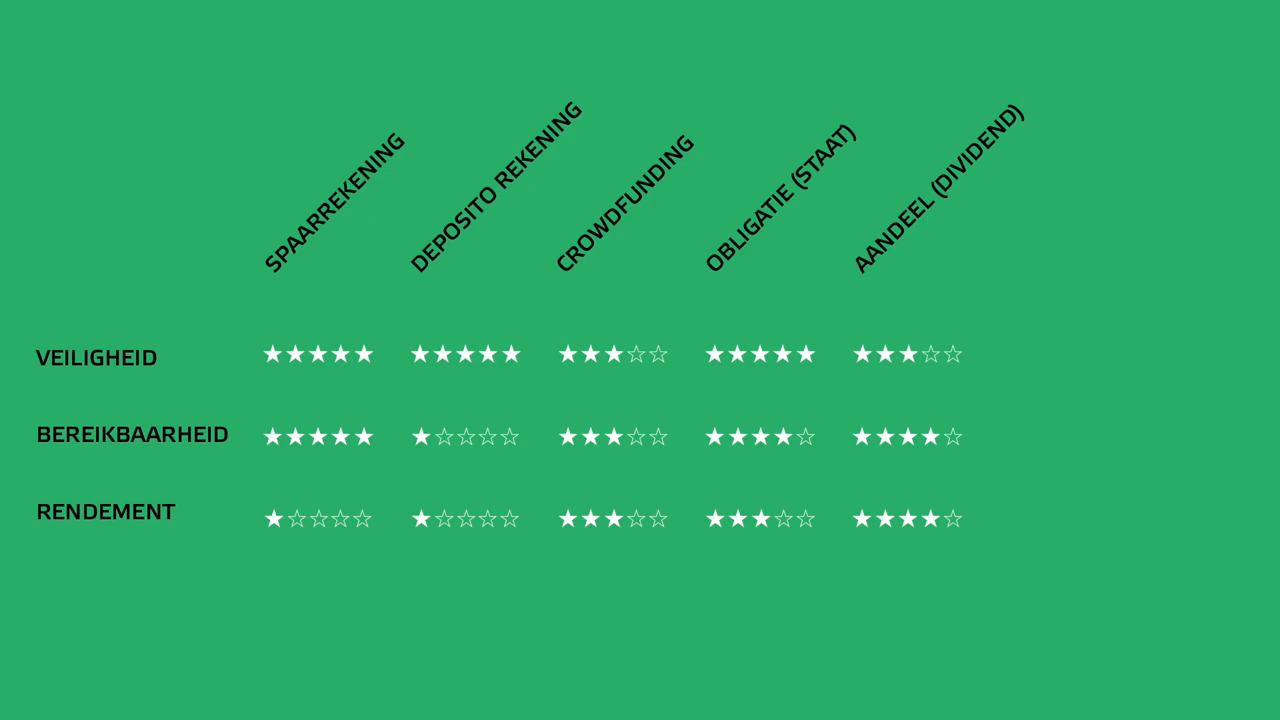 SPAARREKENING
DEPOSITO REKENING
CROWDFUNDING
OBLIGATIE (STAAT)
AANDEEL (DIVIDEND)
VEILIGHEID ★★★★★ ★★★★★ ★★★☆☆ ★★★★★ ★★★☆☆
BEREIKBAARHEID ★★★★★ ★☆☆☆☆ ★★★☆☆ ★★★★☆ ★★★★☆
RENDEMENT ★☆☆☆☆ ★☆☆☆☆ ★★★☆☆ ★★★☆☆ ★★★★☆